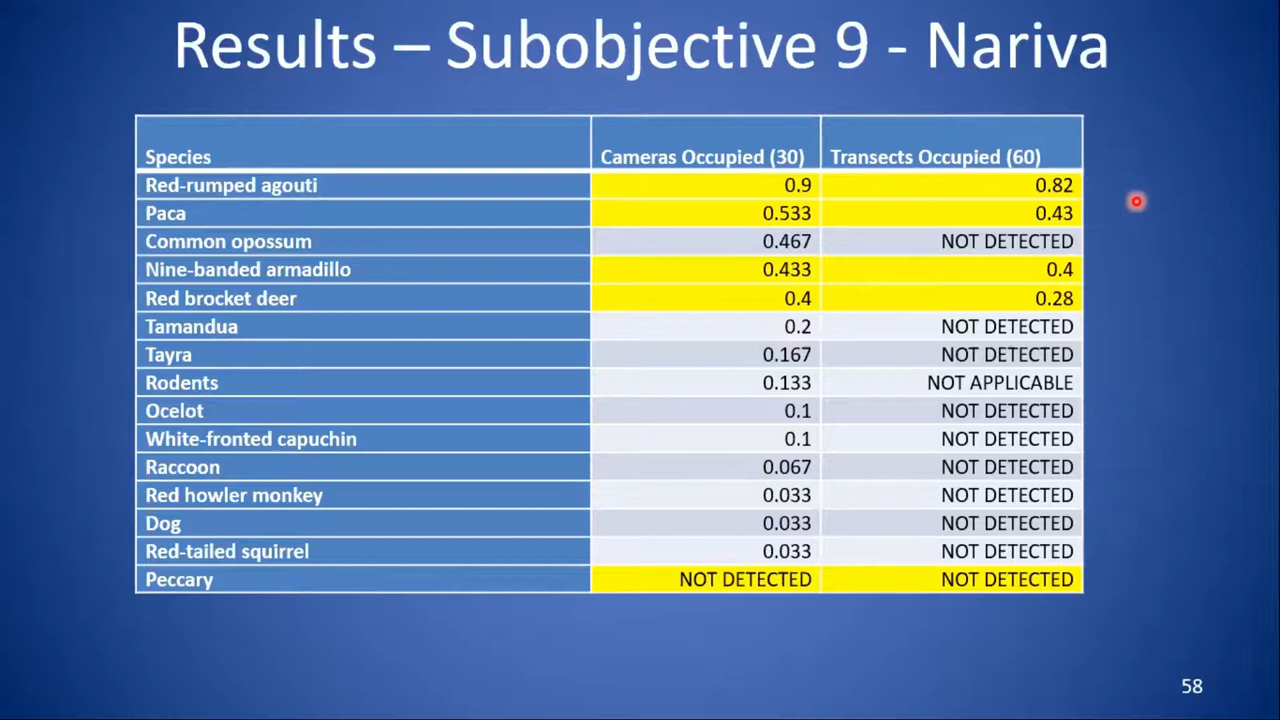 Results – Subobjective 9 - Nariva
Species Cameras Occupied (30) Transects Occupied (60)
Red-rumped agouti 0.9 0.82
Paca 0.533 0.43
Common opossum 0.467 NOT DETECTED
Nine-banded armadillo 0.433 0.4
Red brocket deer 0.4 0.28
Tamandua 0.2 NOT DETECTED
Tayra 0.167 NOT DETECTED
Rodents 0.133 NOT APPLICABLE
Ocelot 0.1 NOT DETECTED
White-fronted capuchin 0.1 NOT DETECTED
Raccoon 0.067 NOT DETECTED
Red howler monkey 0.033 NOT DETECTED
Dog 0.033 NOT DETECTED
Red-tailed squirrel 0.033 NOT DETECTED
Peccary NOT DETECTED NOT DETECTED
58